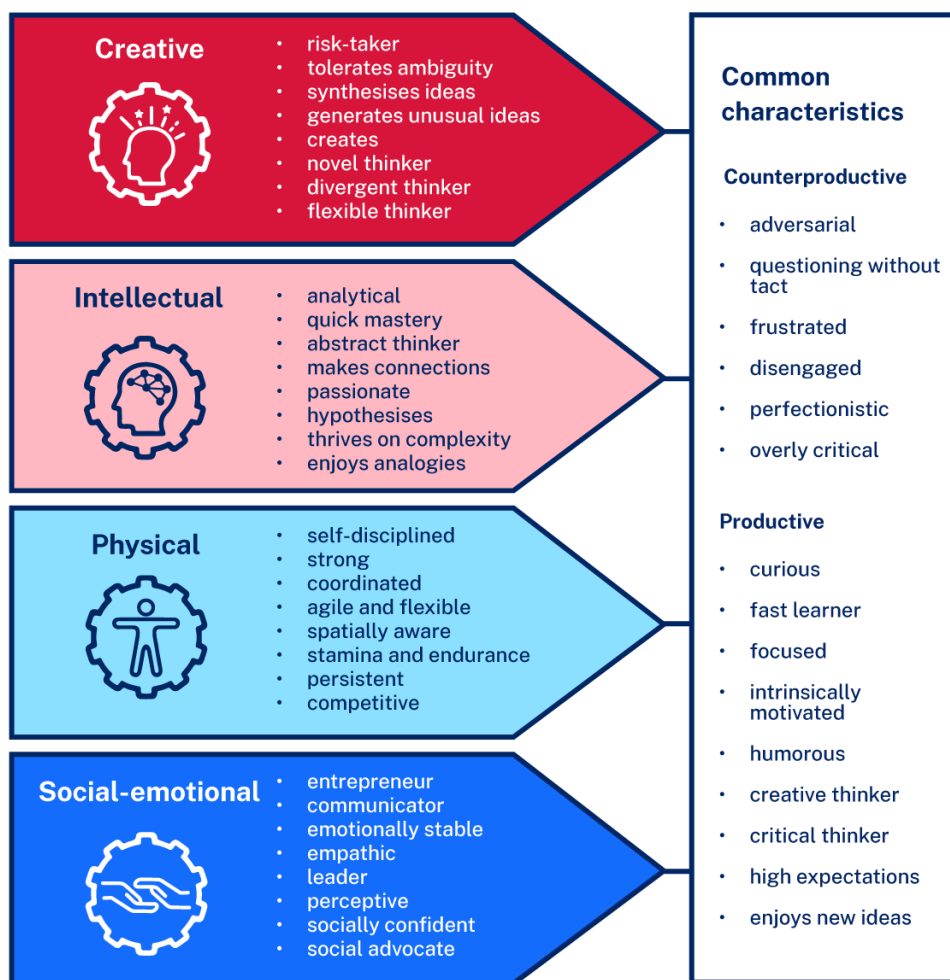 Creative
risk-taker
tolerates ambiguity
synthesises ideas
generates unusual ideas
creates
novel thinker
divergent thinker
flexible thinker
Intellectual
analytical
quick mastery
abstract thinker
makes connections
passionate
hypothesises
thrives on complexity
enjoys analogies
Physical
self-disciplined
strong
coordinated
agile and flexible
spatially aware
stamina and endurance
persistent
competitive
Social-emotional
entrepreneur
communicator
emotionally stable
empathic
leader
perceptive
socially confident
social advocate
Common
characteristics
Counterproductive
adversarial
questioning without
tact
frustrated
disengaged
perfectionistic
overly critical
Productive
curious
fast learner
focused
intrinsically
motivated
humorous
creative thinker
critical thinker
high expectations
enjoys new ideas